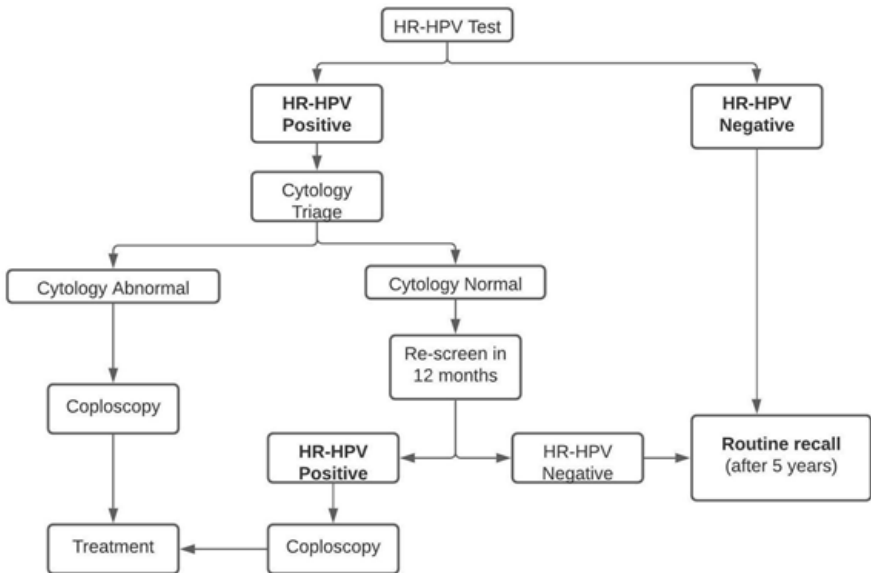 HR-HPV Test
HR-HPV
Positive
HR-HPV
Negative
Cytology
Triage
Cytology Abnormal
Cytology Normal
Re-screen in
12 months
Coploscopy
HR-HPV
Positive
HR-HPV
Negative
Routine recall
(after 5 years)
Treatment
Coploscopy